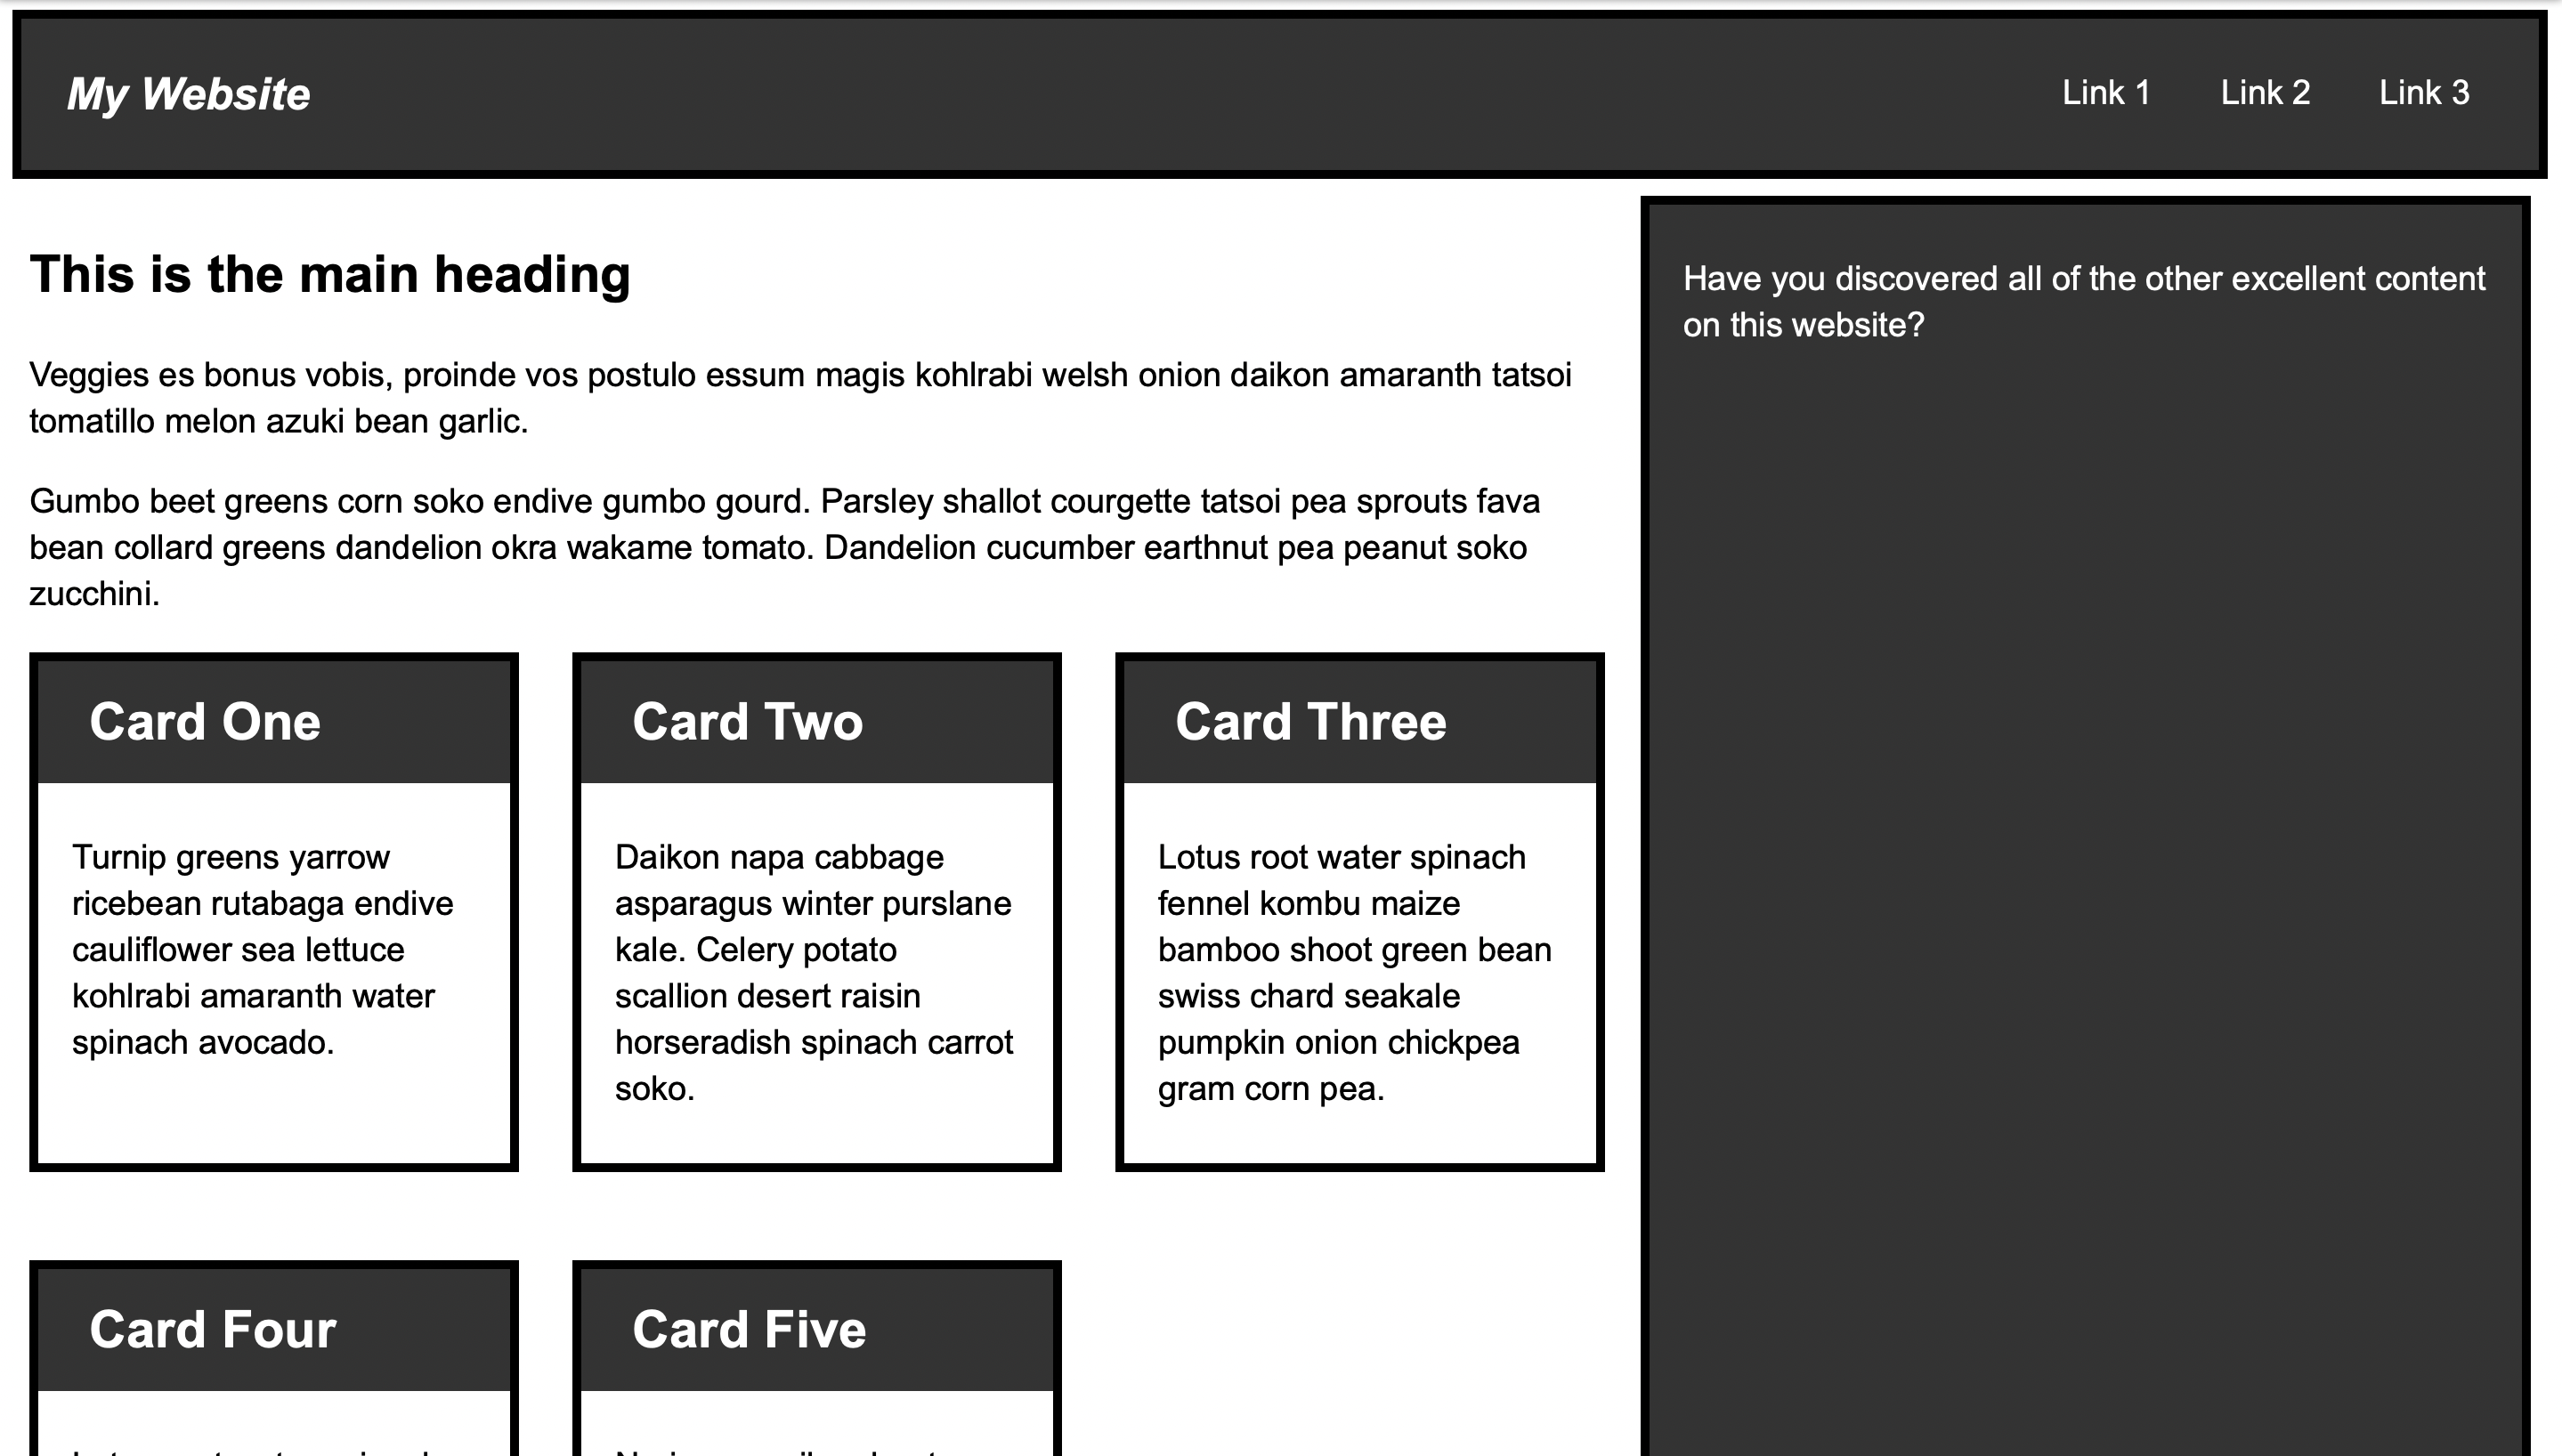 My Website
Link 1 Link 2 Link 3
This is the main heading
Veggies es bonus vobis, proinde vos postulo essum magis kohlrabi welsh onion daikon amaranth tatsoi
tomatillo melon azuki bean garlic.
Gumbo beet greens corn soko endive gumbo gourd. Parsley shallot courgette tatsoi pea sprouts fava
bean collard greens dandelion okra wakame tomato. Dandelion cucumber earthnut pea peanut soko
zucchini.
Card One
Turnip greens yarrow
ricebean rutabaga endive
cauliflower sea lettuce
kohlrabi amaranth water
spinach avocado.
Card Two
Daikon napa cabbage
asparagus winter purslane
kale. Celery potato
scallion desert raisin
horseradish spinach carrot
soko.
Card Three
Lotus root water spinach
fennel kombu maize
bamboo shoot green bean
swiss chard seakale
pumpkin onion chickpea
gram corn pea.
Card Four
Card Five
Have you discovered all of the other excellent content
on this website?